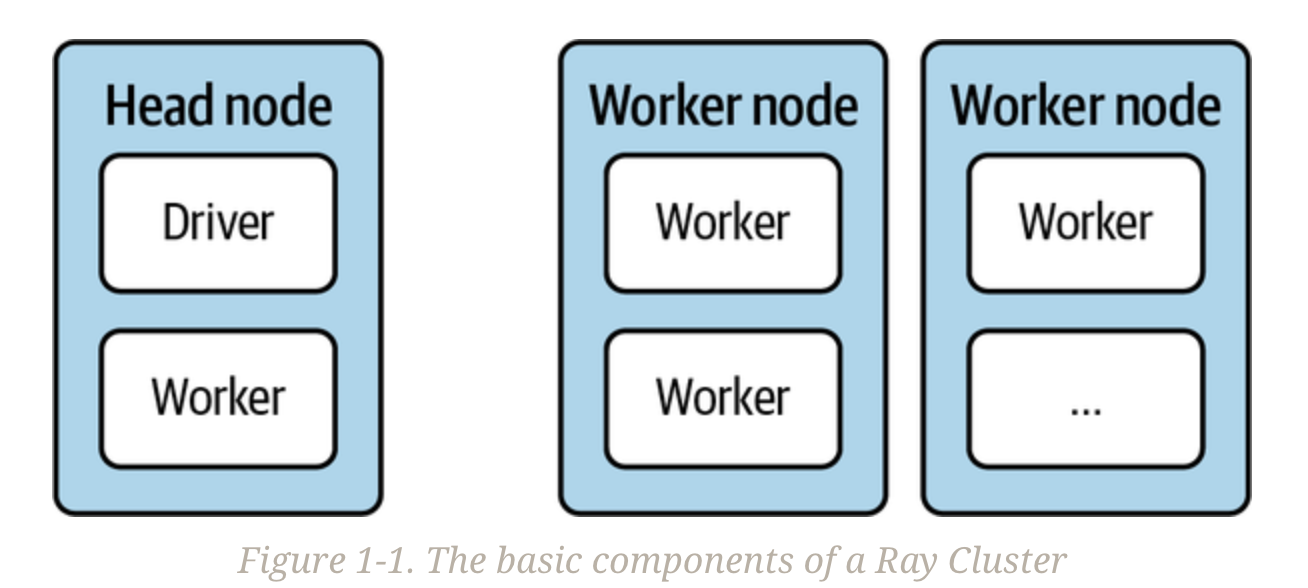 Head node
Driver
Worker
Worker node
Worker
Worker
Worker node
Worker
...
Figure 1-1. The basic components of a Ray Cluster